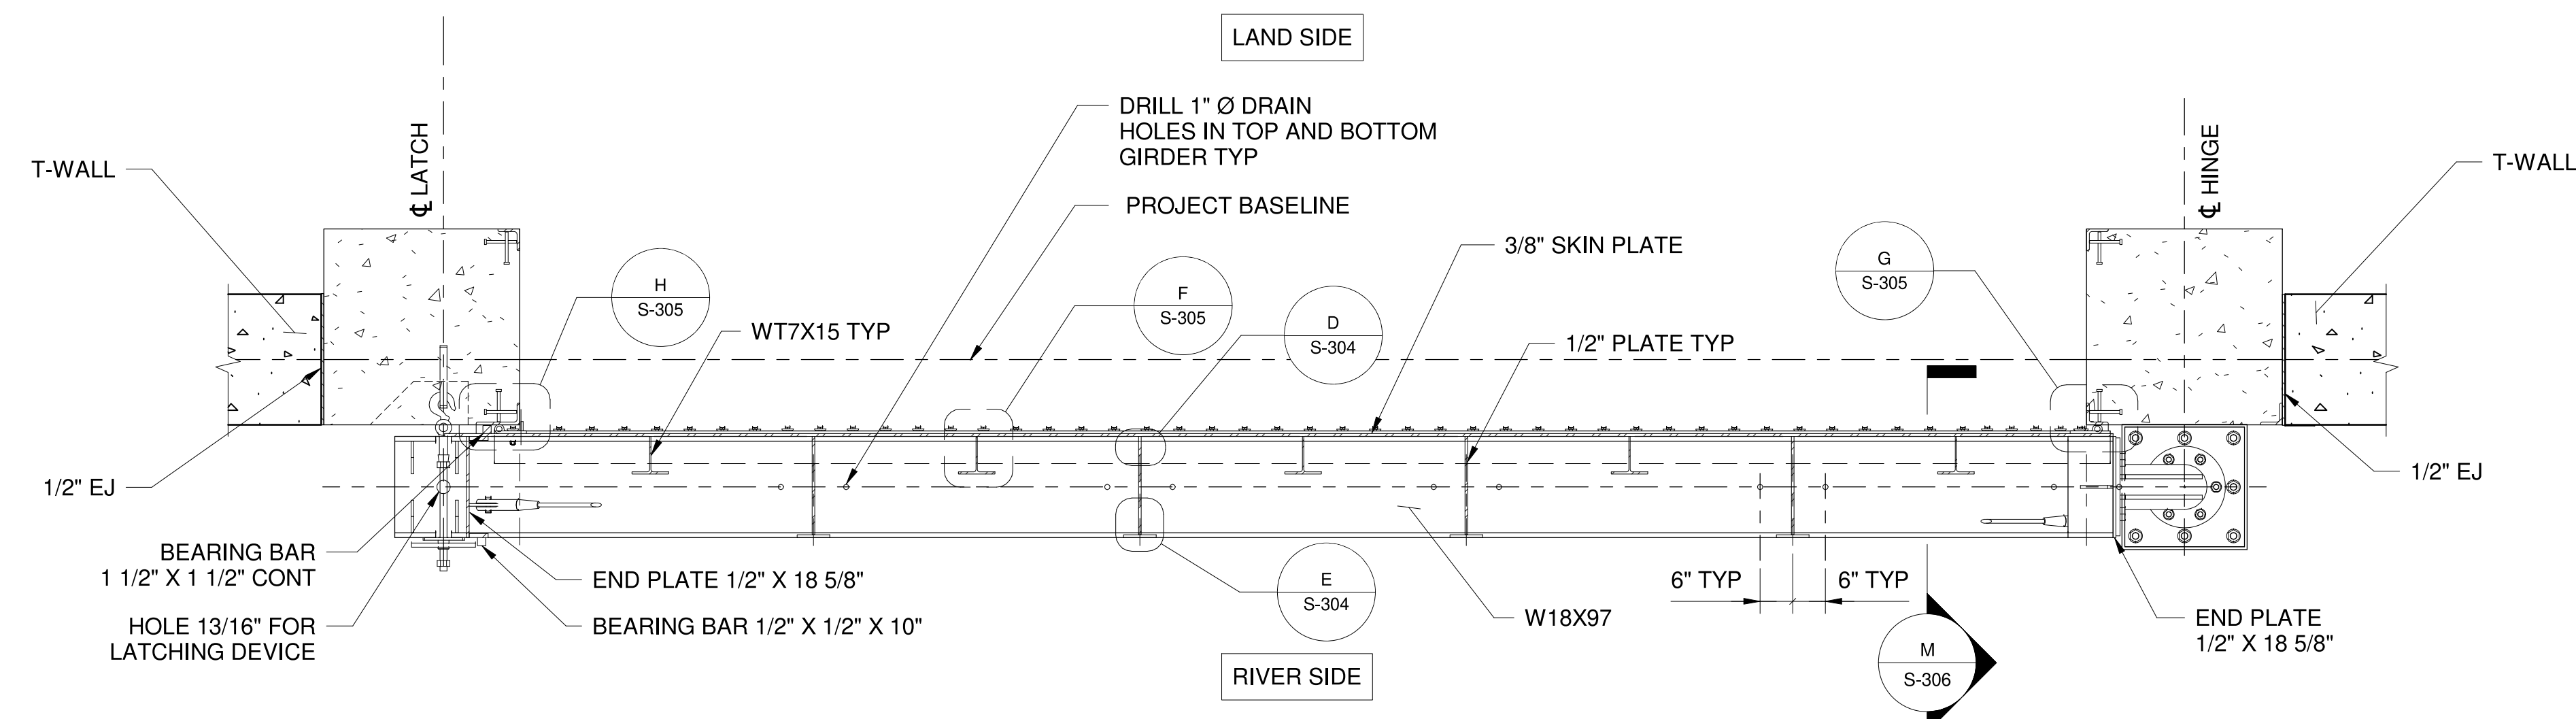 LAND SIDE
DRILL 1" Ø DRAIN
HOLES IN TOP AND BOTTOM
GIRDER TYP
℄ LATCH
℄ HINGE
T-WALL
T-WALL
PROJECT BASELINE
3/8" SKIN PLATE
H
S-305
F
S-305
G
S-305
D
S-304
WT7X15 TYP
1/2" PLATE TYP
1/2" EJ
1/2" EJ
BEARING BAR
1 1/2" X 1 1/2" CONT
END PLATE 1/2" X 18 5/8"
E
S-304
6" TYP
6" TYP
HOLE 13/16" FOR
LATCHING DEVICE
BEARING BAR 1/2" X 1/2" X 10"
W18X97
END PLATE
1/2" X 18 5/8"
M
S-306
RIVER SIDE